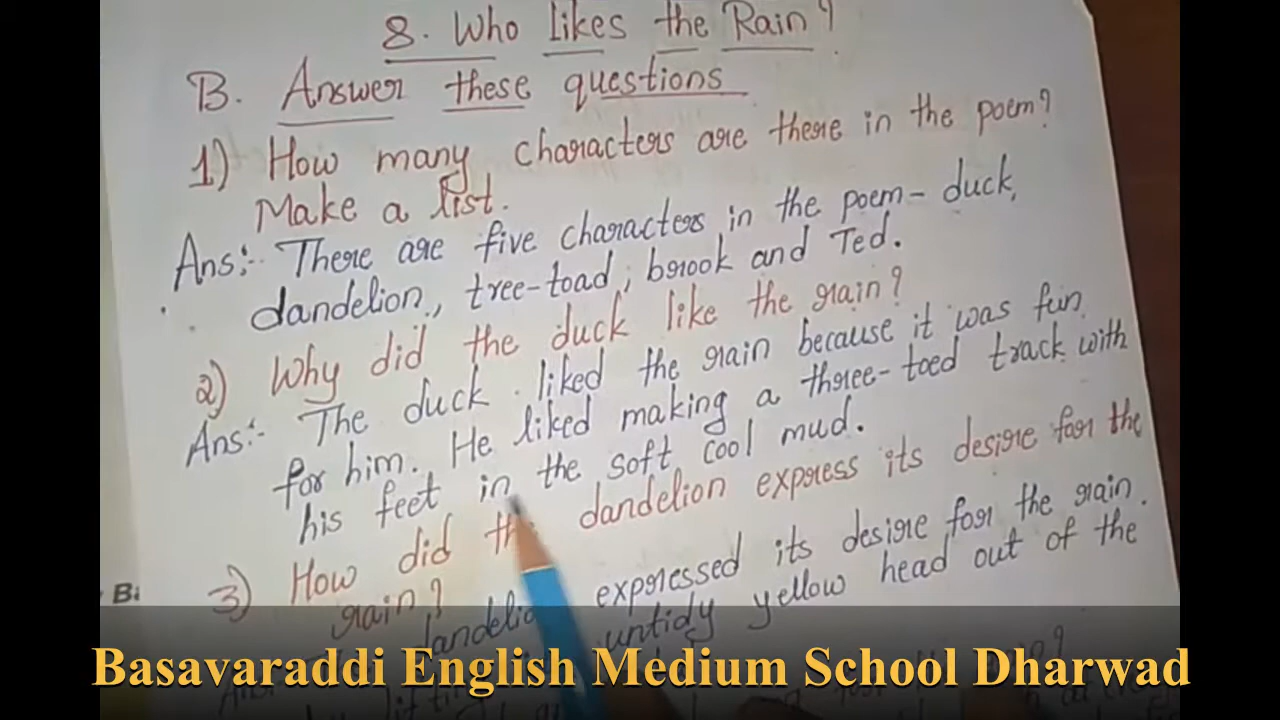 8. Who likes the Rain?
B. Answer these questions
1) How many characters are there in the poem?
Make a list.
Ans:- There are five characters in the poem- duck,
dandelion, tree-toad, brook and Ted.
2) Why did the duck like the rain?
Ans:- The duck liked the rain because it was fun
for him. He liked making a three-toed track with
his feet in the soft cool mud.
3) How did the dandelion express its desire for the
rain?
dandelion expressed its desire for the rain.
untidy yellow head out of the
Basavaraddi English Medium School Dharwad